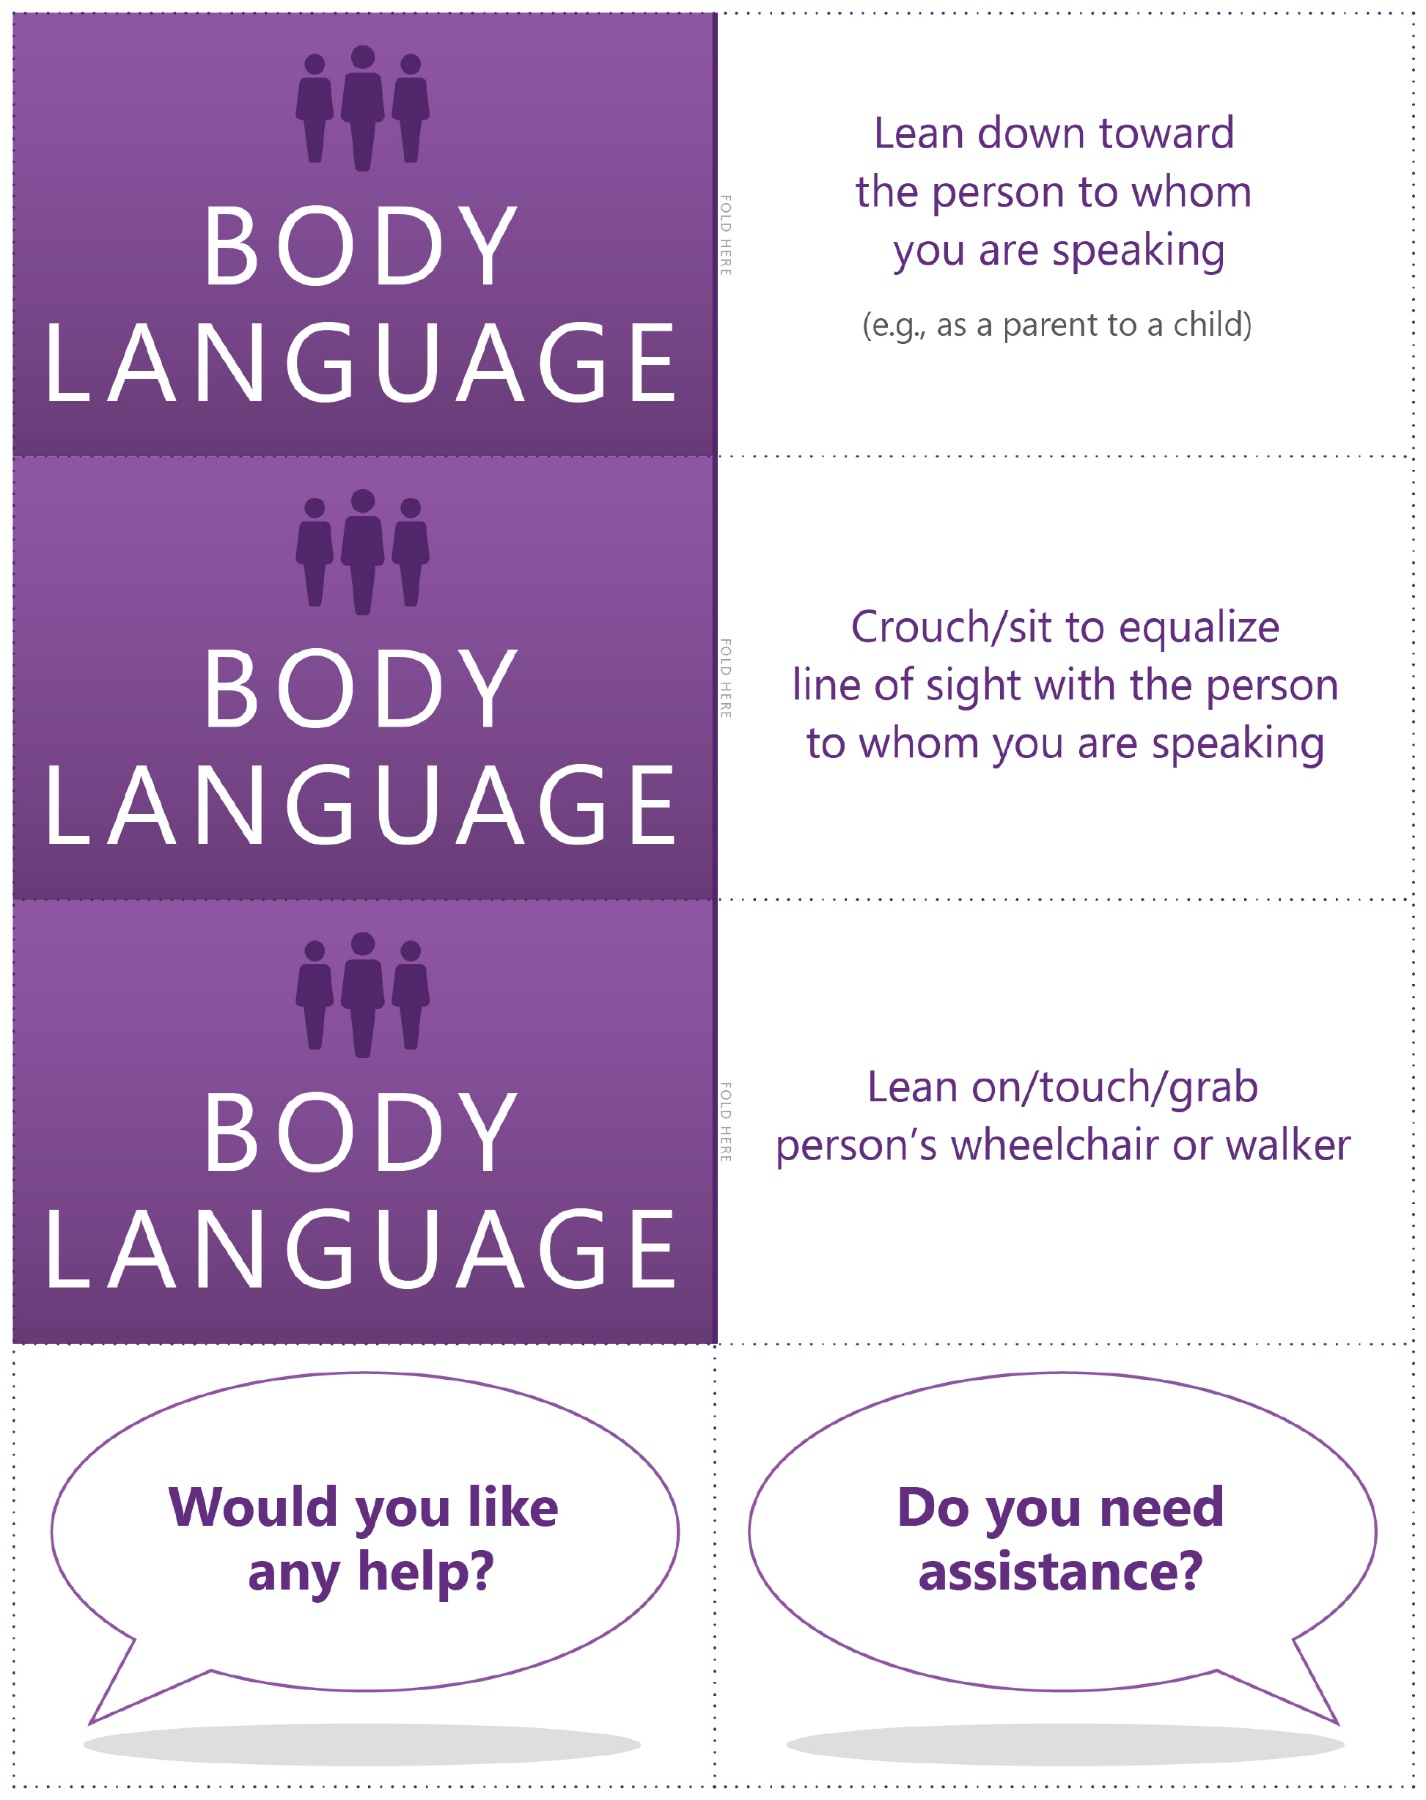 BODY
LANGUAGE
FOLD HERE
Lean down toward
the person to whom
you are speaking
(e.g., as a parent to a child)
BODY
LANGUAGE
FOLD HERE
Crouch/sit to equalize
line of sight with the person
to whom you are speaking
BODY
LANGUAGE
FOLD HERE
Lean on/touch/grab
person’s wheelchair or walker
Would you like
any help?
Do you need
assistance?